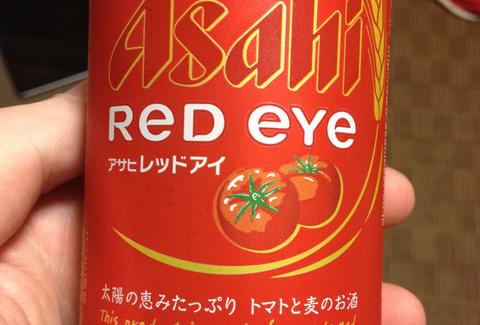 Asahi
RED EYE
アサヒレッドアイ
太陽の恵みたっぷり トマトと麦のお酒
This